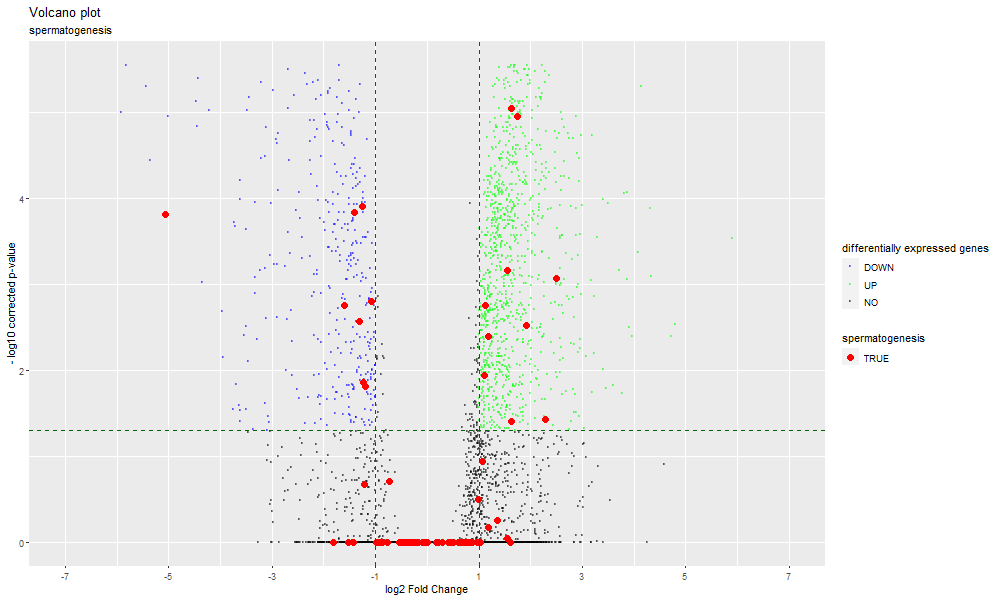 Volcano plot
spermatogenesis
- log10 corrected p-value
4
2
0
-7 -5 -3 -1 1 3 5 7
log2 Fold Change
differentially expressed genes
DOWN
UP
NO
spermatogenesis
TRUE